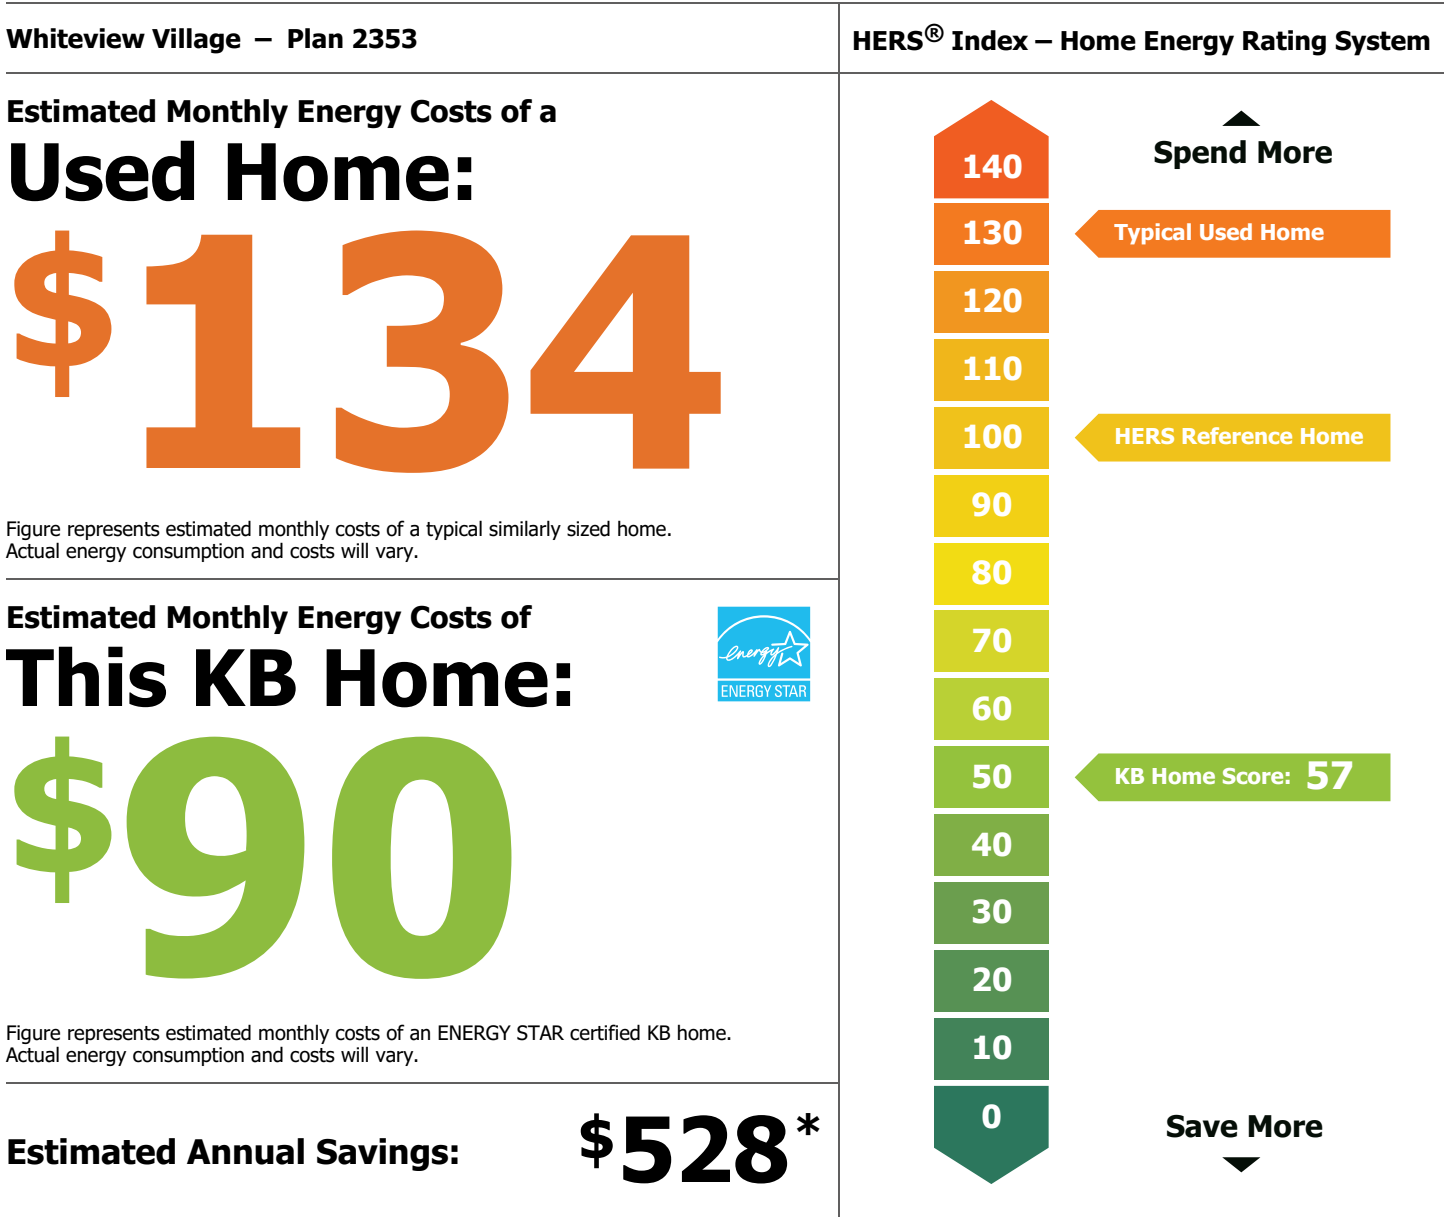 Whiteview Village – Plan 2353
Estimated Monthly Energy Costs of a
Used Home:
$134
Figure represents estimated monthly costs of a typical similarly sized home.
Actual energy consumption and costs will vary.
Estimated Monthly Energy Costs of
This KB Home:
energy
ENERGY STAR
$90
Figure represents estimated monthly costs of an ENERGY STAR certified KB home.
Actual energy consumption and costs will vary.
Estimated Annual Savings: $528*
HERS® Index – Home Energy Rating System
Spend More
140
130 Typical Used Home
120
110
100 HERS Reference Home
90
80
70
60
50 KB Home Score: 57
40
30
20
10
0
Save More